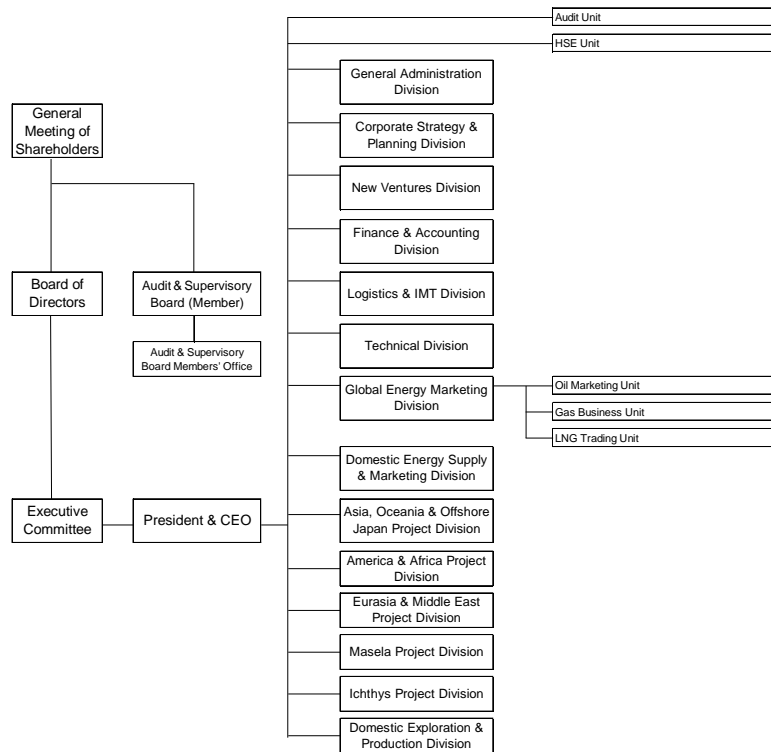 Audit Unit
HSE Unit
General Administration
Division
General
Meeting of
Shareholders
Corporate Strategy &
Planning Division
New Ventures Division
Finance & Accounting
Division
Board of
Directors
Audit & Supervisory
Board (Member)
Logistics & IMT Division
Audit & Supervisory
Board Members' Office
Technical Division
Global Energy Marketing
Division
Oil Marketing Unit
Gas Business Unit
LNG Trading Unit
Domestic Energy Supply
& Marketing Division
Executive
Committee
President & CEO
Asia, Oceania & Offshore
Japan Project Division
America & Africa Project
Division
Eurasia & Middle East
Project Division
Masela Project Division
Ichthys Project Division
Domestic Exploration &
Production Division